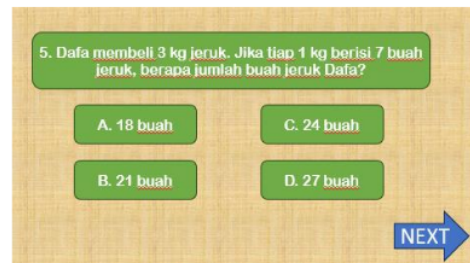 5. Dafa membeli 3 kg jeruk. Jika tiap 1 kg berisi 7 buah
jeruk, berapa jumlah buah jeruk Dafa?
A. 18 buah
C. 24 buah
B. 21 buah
D. 27 buah
NEXT